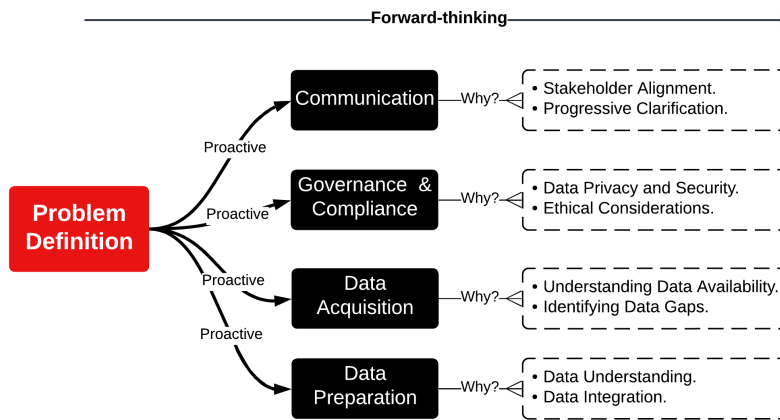 Forward-thinking
Problem
Definition
Proactive
Communication
Why?
• Stakeholder Alignment.
• Progressive Clarification.
Proactive
Governance &
Compliance
Why?
• Data Privacy and Security.
• Ethical Considerations.
Proactive
Data
Acquisition
Why?
• Understanding Data Availability.
• Identifying Data Gaps.
Proactive
Data
Preparation
Why?
• Data Understanding.
• Data Integration.